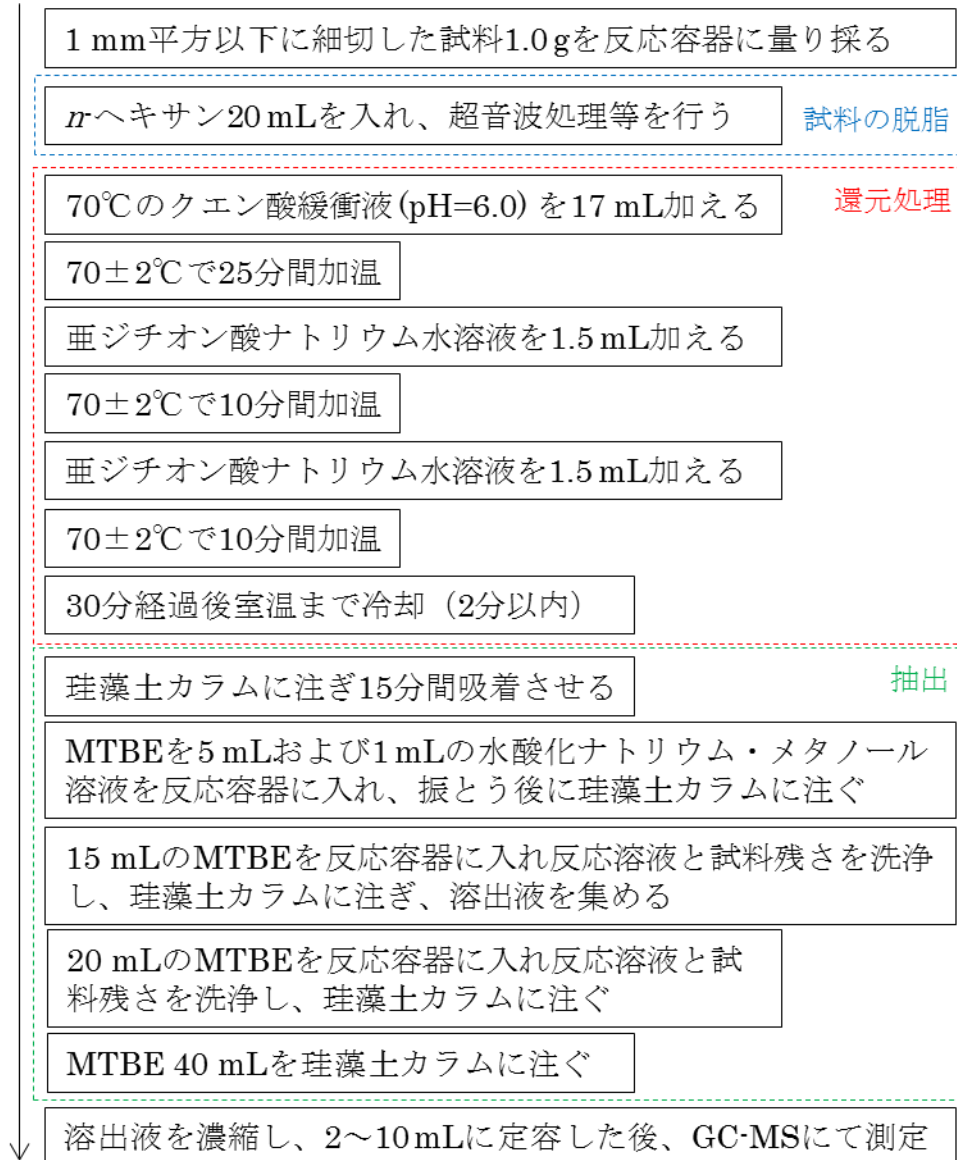 1 mm平方以下に細切した試料1.0 gを反応容器に量り採る
n-ヘキサン20 mLを入れ、超音波処理等を行う
試料の脱脂
70℃のクエン酸緩衝液(pH=6.0) を17 mL加える
還元処理
70±2℃で25分間加温
亜ジチオン酸ナトリウム水溶液を1.5 mL加える
70±2℃で10分間加温
亜ジチオン酸ナトリウム水溶液を1.5 mL加える
70±2℃で10分間加温
30分経過後室温まで冷却（2分以内）
珪藻土カラムに注ぎ15分間吸着させる
抽出
MTBEを5 mLおよび1 mLの水酸化ナトリウム・メタノール
溶液を反応容器に入れ、振とう後に珪藻土カラムに注ぐ
15 mLのMTBEを反応容器に入れ反応溶液と試料残さを洗浄
し、珪藻土カラムに注ぎ、溶出液を集める
20 mLのMTBEを反応容器に入れ反応溶液と試
料残さを洗浄し、珪藻土カラムに注ぐ
MTBE 40 mLを珪藻土カラムに注ぐ
溶出液を濃縮し、2～10 mLに定容した後、GC-MSにて測定